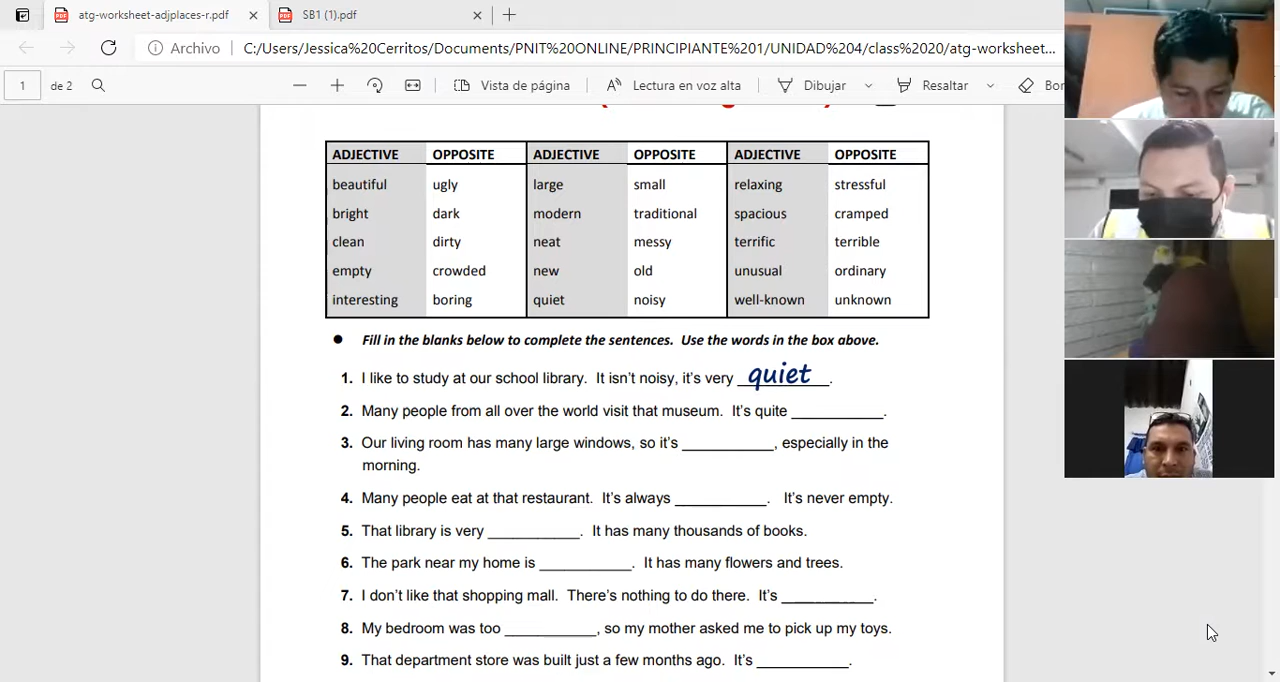 atg-worksheet-adjplaces-r.pdf
SB1 (1).pdf
Archivo
C:/Users/Jessica%20Cerritos/Documents/PNIT%20ONLINE/PRINCIPIANTE%201/UNIDAD%204/class%2020/atg-worksheet...
1 de 2
Vista de página
Lectura en voz alta
Dibujar
Resaltar
Bor
ADJECTIVE OPPOSITE ADJECTIVE OPPOSITE ADJECTIVE OPPOSITE
beautiful ugly large small relaxing stressful
bright dark modern traditional spacious cramped
clean dirty neat messy terrific terrible
empty crowded new old unusual ordinary
interesting boring quiet noisy well-known unknown
● Fill in the blanks below to complete the sentences. Use the words in the box above.
1. I like to study at our school library. It isn't noisy, it's very quiet.
2. Many people from all over the world visit that museum. It's quite ___________.
3. Our living room has many large windows, so it's ___________, especially in the
morning.
4. Many people eat at that restaurant. It's always ___________. It's never empty.
5. That library is very ___________. It has many thousands of books.
6. The park near my home is ___________. It has many flowers and trees.
7. I don't like that shopping mall. There's nothing to do there. It's ___________.
8. My bedroom was too ___________, so my mother asked me to pick up my toys.
9. That department store was built just a few months ago. It's ___________.